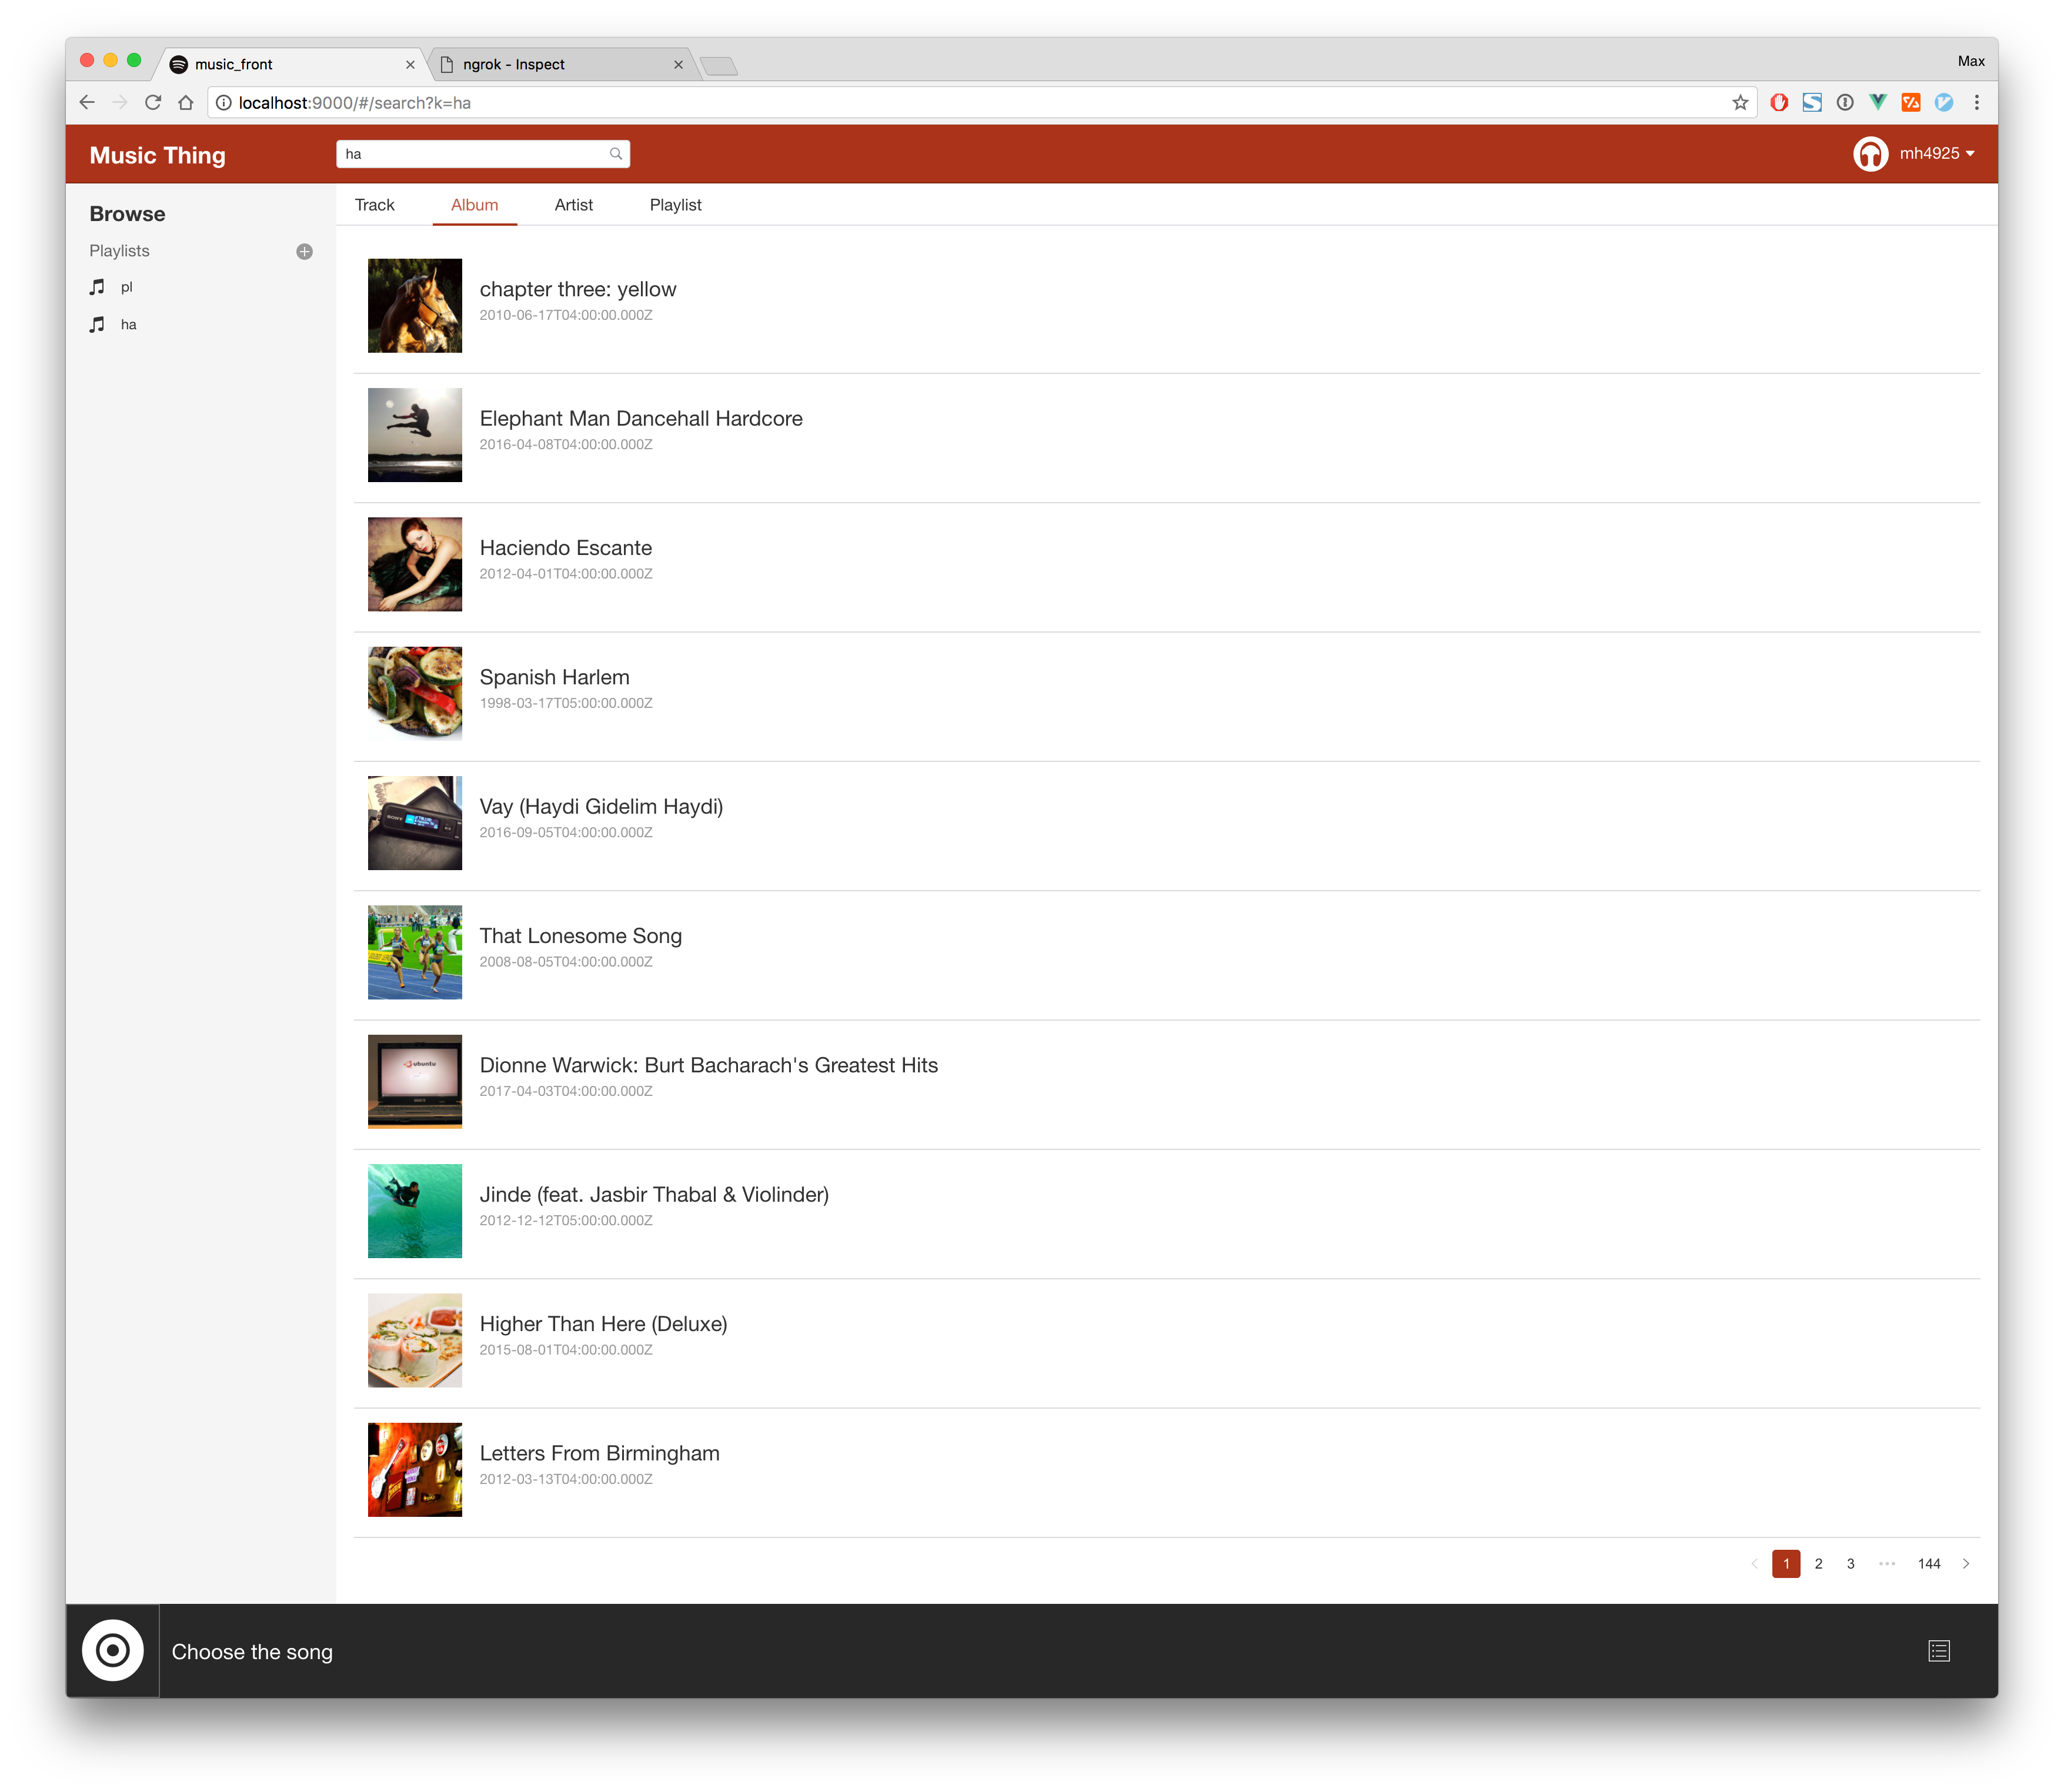 music_front
ngrok - Inspect
Max
localhost:9000/#/search?k=ha
Music Thing
ha
mh4925
Browse
Playlists
pl
ha
Track
Album
Artist
Playlist
chapter three: yellow
2010-06-17T04:00:00.000Z
Elephant Man Dancehall Hardcore
2016-04-08T04:00:00.000Z
Haciendo Escante
2012-04-01T04:00:00.000Z
Spanish Harlem
1998-03-17T05:00:00.000Z
SONY
Vay (Haydi Gidelim Haydi)
2016-09-05T04:00:00.000Z
That Lonesome Song
2008-08-05T04:00:00.000Z
ubuntu
Dionne Warwick: Burt Bacharach's Greatest Hits
2017-04-03T04:00:00.000Z
Jinde (feat. Jasbir Thabal & Violinder)
2012-12-12T05:00:00.000Z
Higher Than Here (Deluxe)
2015-08-01T04:00:00.000Z
Letters From Birmingham
2012-03-13T04:00:00.000Z
1 2 3 ••• 144
Choose the song